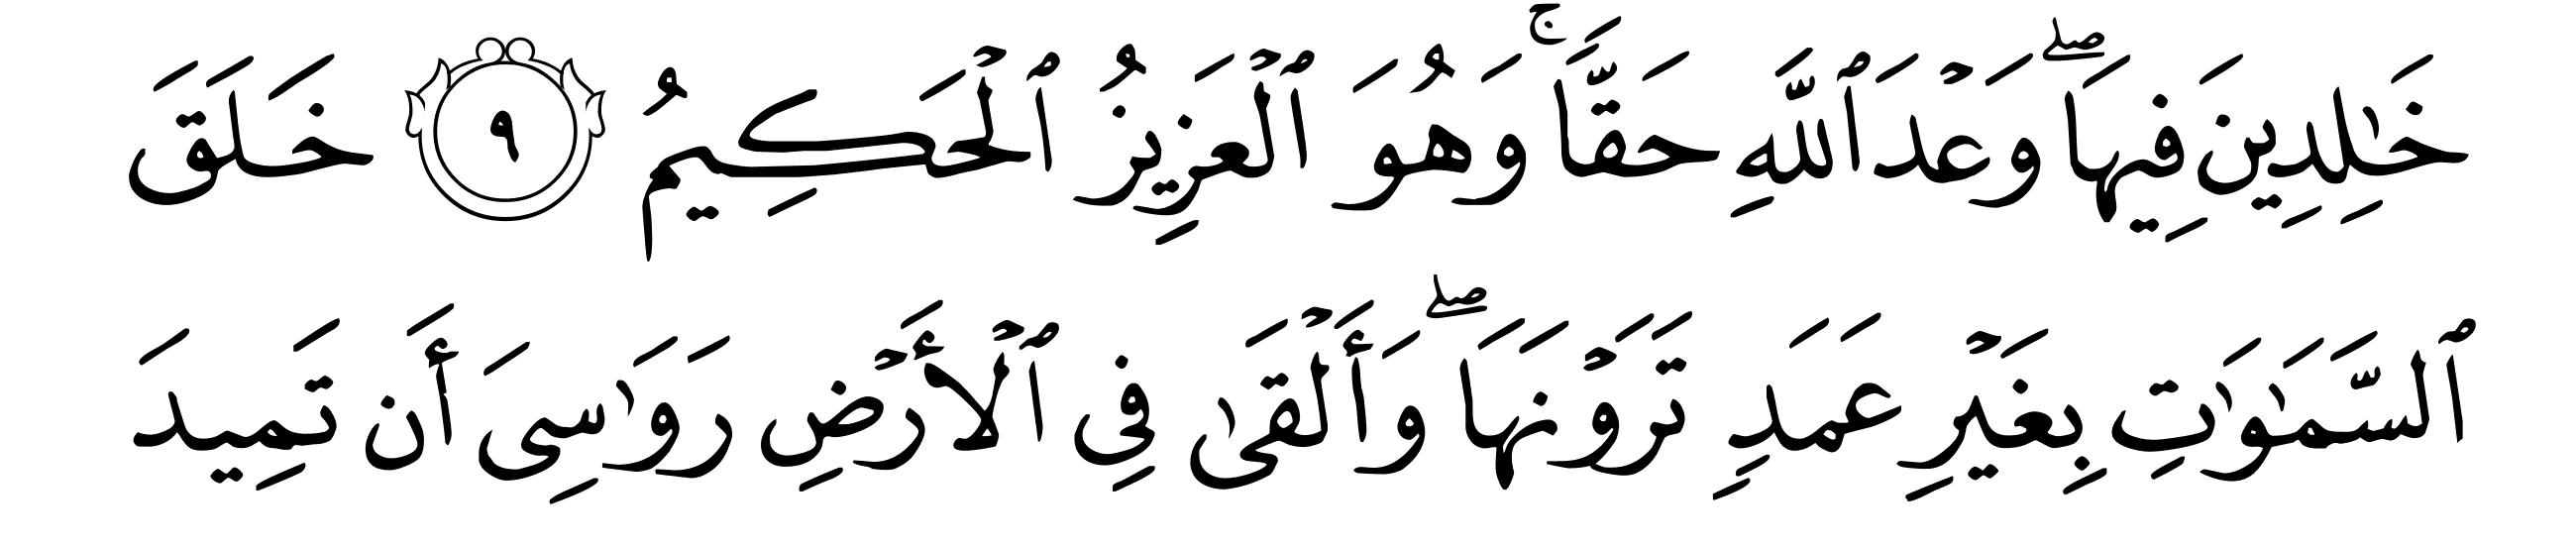 خَٰلِدِينَ فِيهَا ۖ وَعْدَ ٱللَّهِ حَقًّا ۚ وَهُوَ ٱلْعَزِيزُ ٱلْحَكِيمُ ٩ خَلَقَ
ٱلسَّمَٰوَٰتِ بِغَيْرِ عَمَدٍ تَرَوْنَهَا ۖ وَأَلْقَىٰ فِى ٱلْأَرْضِ رَوَٰسِىَ أَن تَمِيدَ